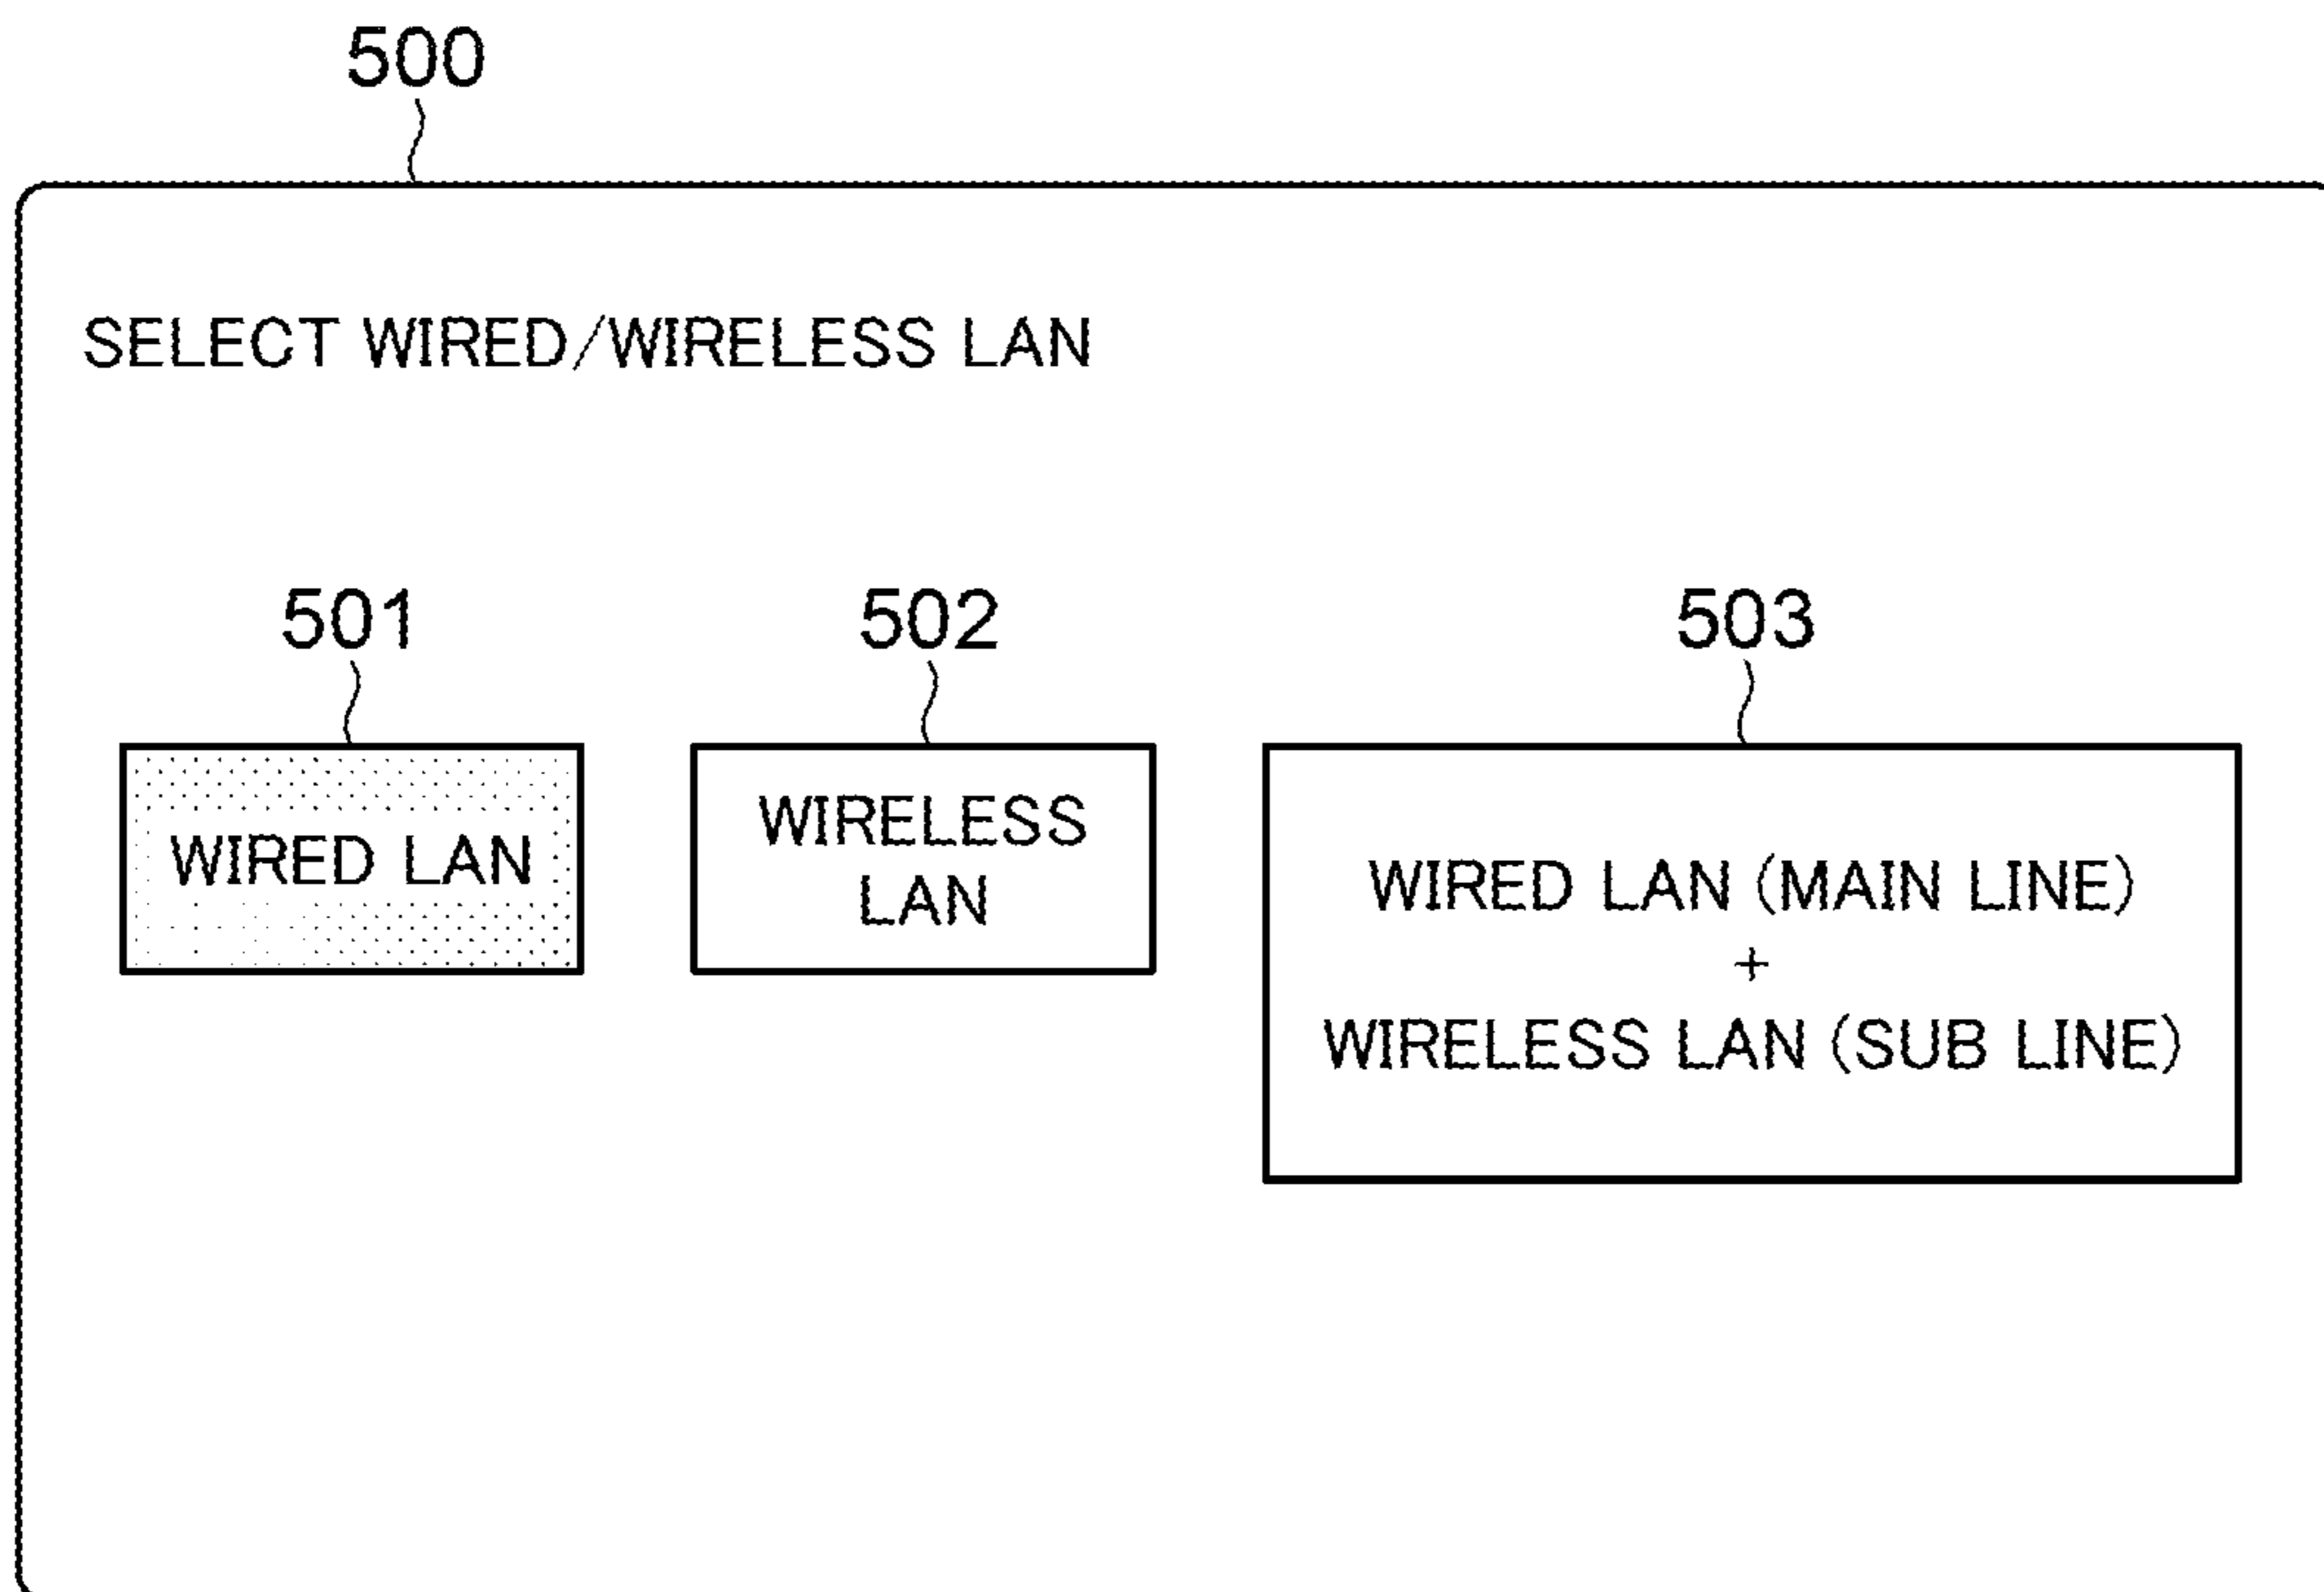 500
SELECT WIRED/WIRELESS LAN
501
502
503
WIRED LAN
WIRELESS
LAN
WIRED LAN (MAIN LINE)
+
WIRELESS LAN (SUB LINE)